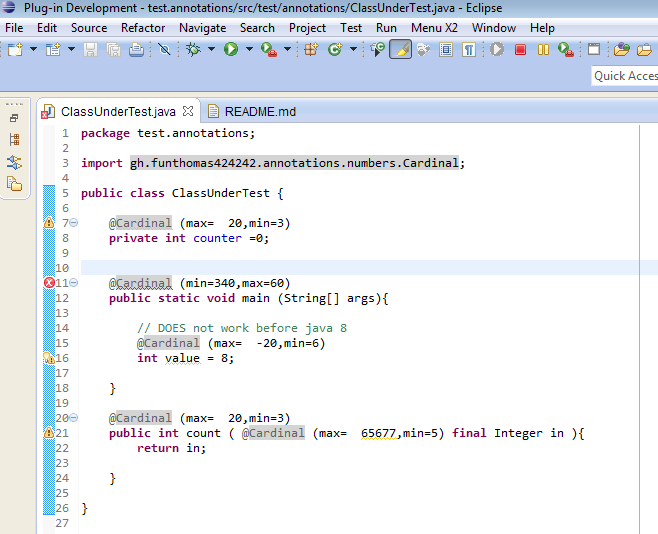 Plug-in Development - test.annotations/src/test/annotations/ClassUnderTest.java - Eclipse
File Edit Source Refactor Navigate Search Project Test Run Menu X2 Window Help
Quick Acces
ClassUnderTest.java README.md
1 package test.annotations;
2
3 import gh.funthomas424242.annotations.numbers.Cardinal;
4
5 public class ClassUnderTest {
6
7 @Cardinal (max=  20,min=3)
8 private int counter =0;
9
10
11 @Cardinal (min=340,max=60)
12 public static void main (String[] args){
13
14 // DOES not work before java 8
15 @Cardinal (max=  -20,min=6)
16 int value = 8;
17
18 }
19
20 @Cardinal (max=  20,min=3)
21 public int count ( @Cardinal (max=  65677,min=5) final Integer in ){
22 return in;
23
24 }
25
26 }
27